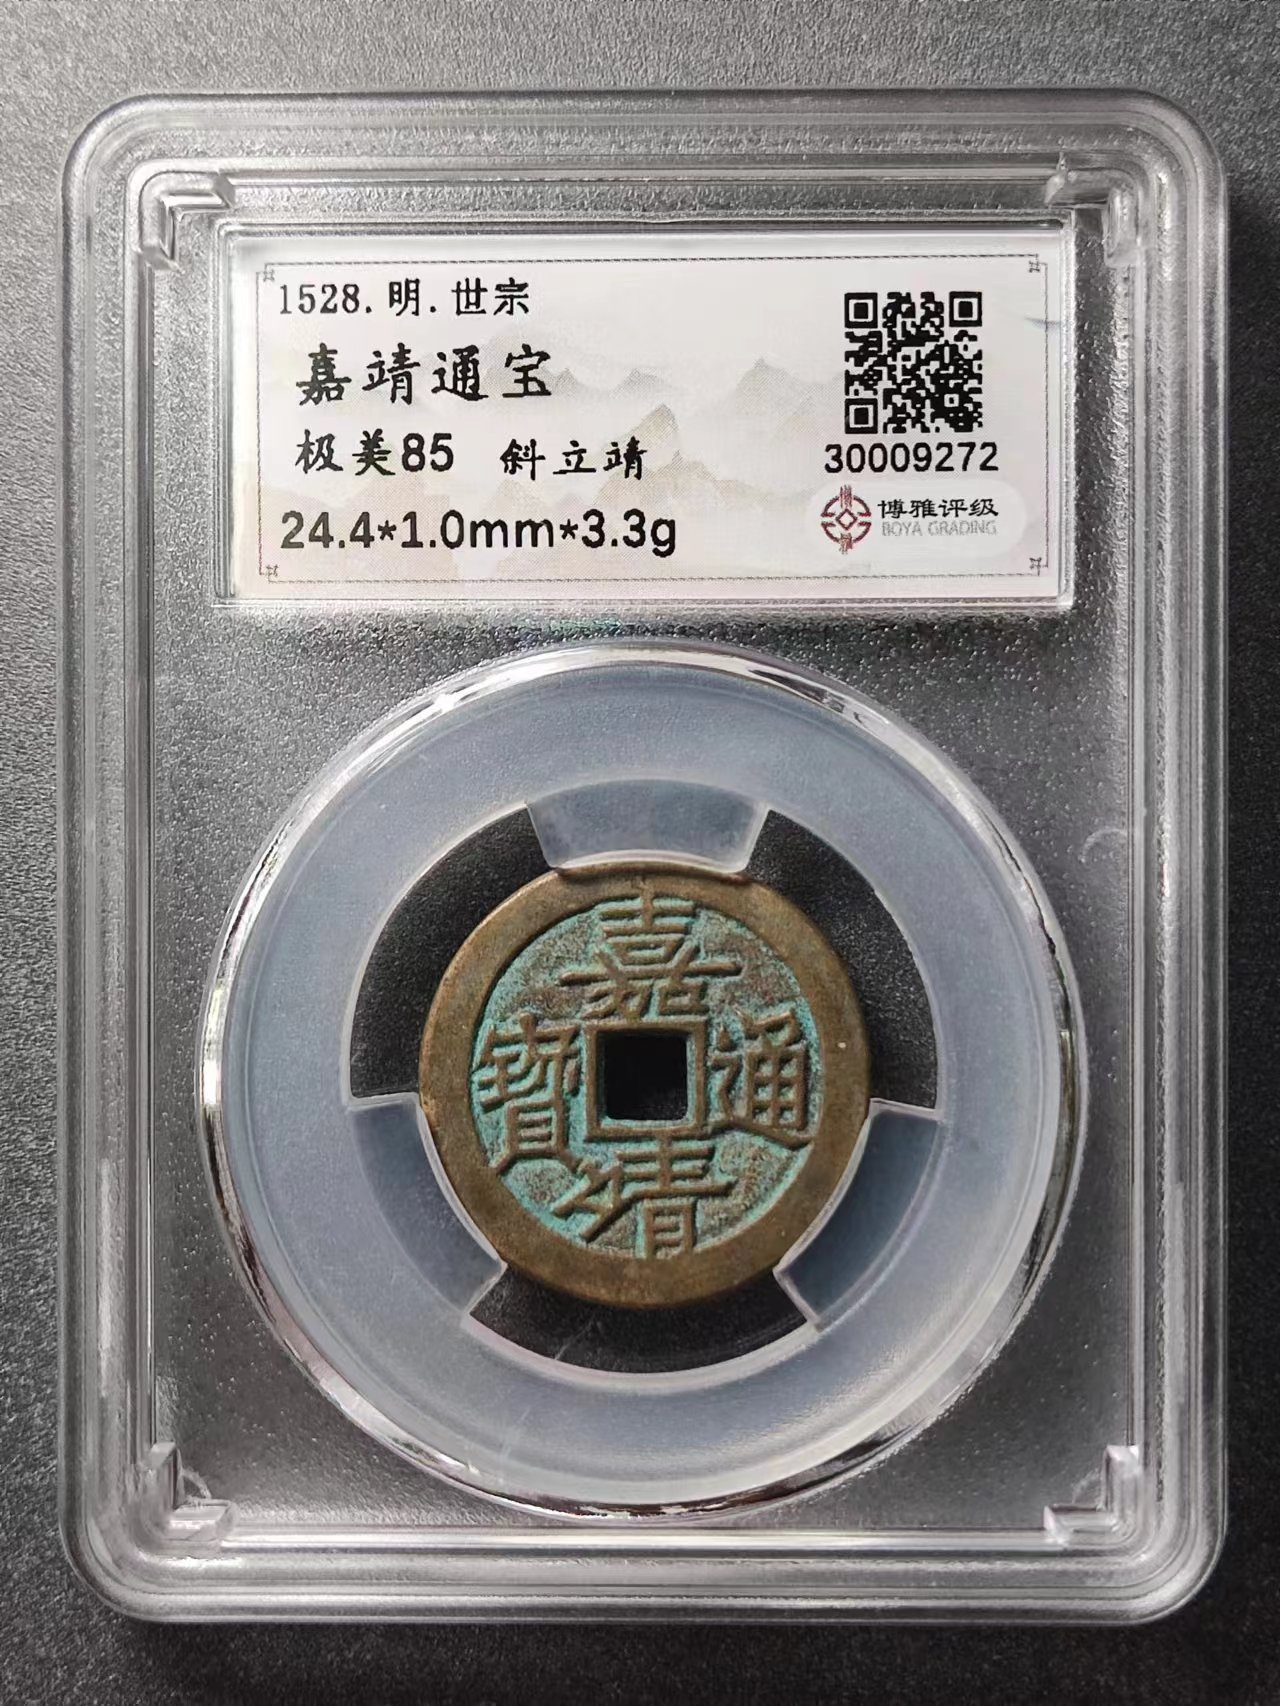 1528.明.世宗
嘉靖通宝
极美85 斜立靖
24.4*1.0mm*3.3g
30009272
博雅评级
BOYA GRADING
嘉
寶 通
靖